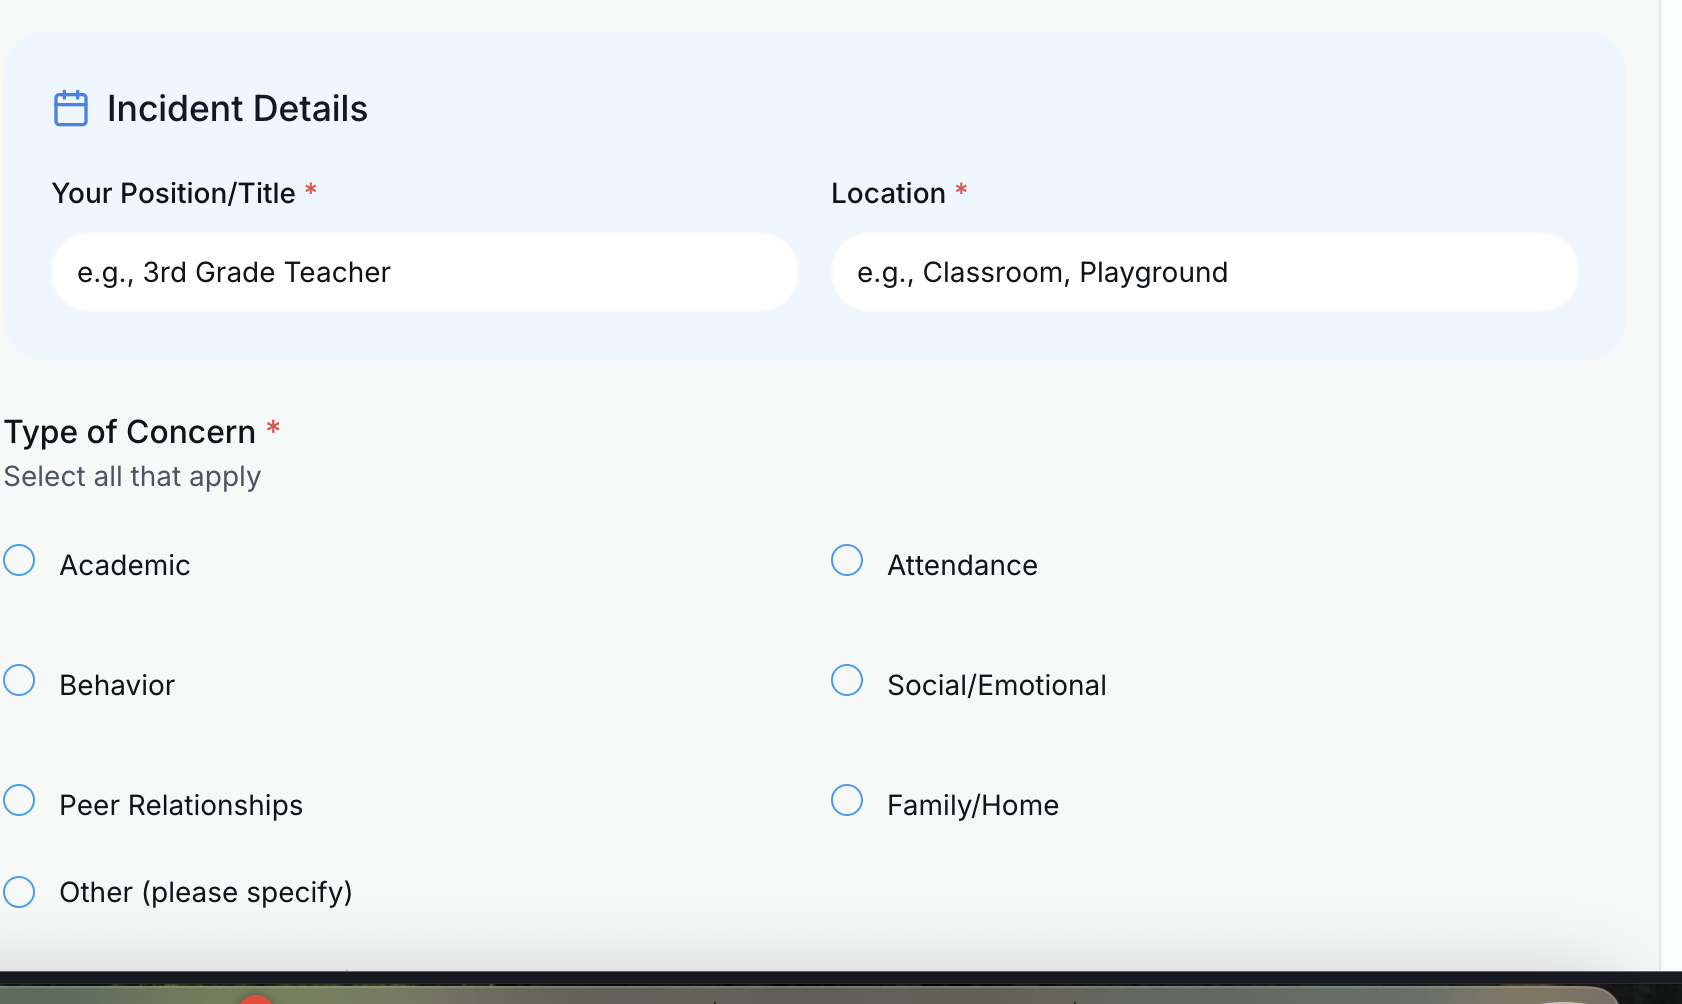 Incident Details
Your Position/Title * Location *
e.g., 3rd Grade Teacher e.g., Classroom, Playground
Type of Concern *
Select all that apply
Academic Attendance
Behavior Social/Emotional
Peer Relationships Family/Home
Other (please specify)